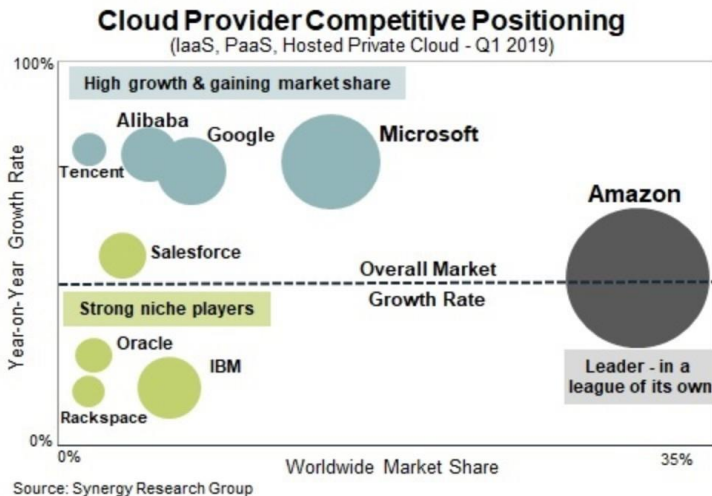 Cloud Provider Competitive Positioning
(IaaS, PaaS, Hosted Private Cloud - Q1 2019)
100%
High growth & gaining market share
Alibaba
Google
Microsoft
Tencent
Amazon
Year-on-Year Growth Rate
Salesforce
Overall Market
Growth Rate
Strong niche players
Oracle
IBM
Leader - in a
league of its own
Rackspace
0%
0%
Worldwide Market Share
35%
Source: Synergy Research Group